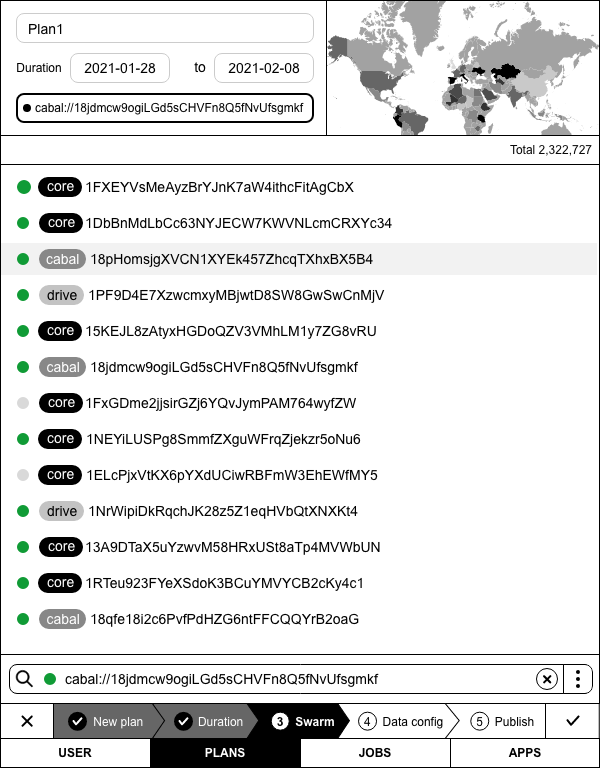 Plan1
Duration 2021-01-28 to 2021-02-08
cabal://18jdmcw9ogiLGd5sCHVFn8Q5fNvUfsgmkf
Total 2,322,727
core 1FXEYVsMeAyzBrYJnK7aW4ithcFitAgCbX
core 1DbBnMdLbCc63NYJECW7KWVNLcmCRXYc34
cabal 18pHomsjgXVCN1XYEk457ZhcqTXhxBX5B4
drive 1PF9D4E7XzwcmxyMBjwtD8SW8GwSwCnMjV
core 15KEJL8zAtyxHGDoQZV3VMhLM1y7ZG8vRU
cabal 18jdmcw9ogiLGd5sCHVFn8Q5fNvUfsgmkf
core 1FxGDme2jjsirGZj6YQvJympPAM764wyfZW
core 1NEYiLUSPg8SmmfZXguWFrqZjekzr5oNu6
core 1ELcPjxVtKX6pYXdUCiwRBFmW3EhEWfMY5
drive 1NrWipiDkRqchJK28z5Z1eqHVbQtXNXKt4
core 13A9DTaX5uYzwvM58HRxUSt8aTp4MVWbUN
core 1RTeu923FYeXSdoK3BCuYMVYCB2cKy4c1
cabal 18qfe18i2c6PvfPdHZG6ntFFCQQYrB2oaG
cabal://18jdmcw9ogiLGd5sCHVFn8Q5fNvUfsgmkf
New plan Duration 3 Swarm 4 Data config 5 Publish
USER PLANS JOBS APPS